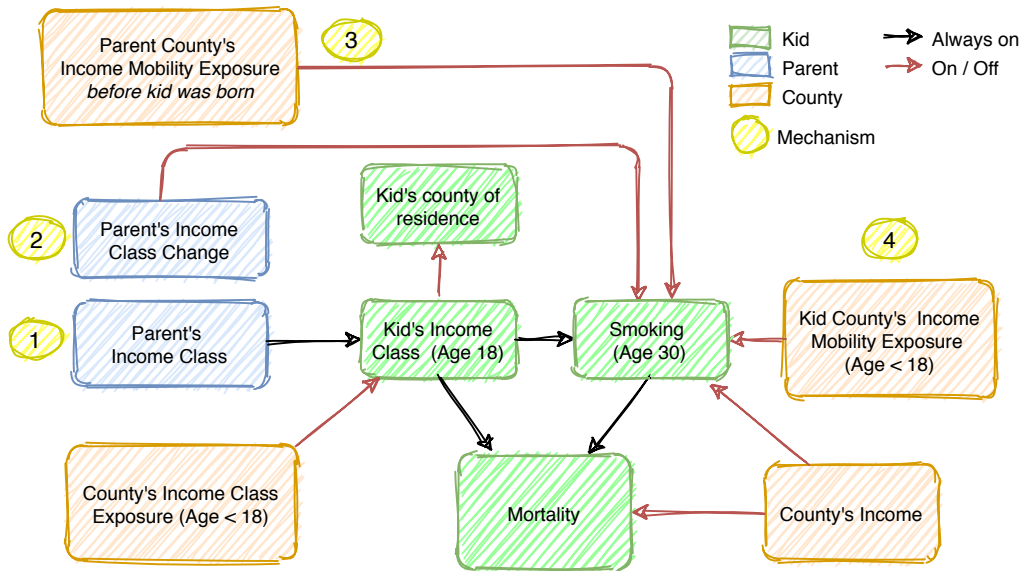 3
Parent County's
Income Mobility Exposure
before kid was born
Kid
Parent
County
Mechanism
Always on
On / Off
Kid's county of
residence
2
Parent's Income
Class Change
4
1
Parent's
Income Class
Kid's Income
Class (Age 18)
Smoking
(Age 30)
Kid County's Income
Mobility Exposure
(Age < 18)
County's Income Class
Exposure (Age < 18)
Mortality
County's Income